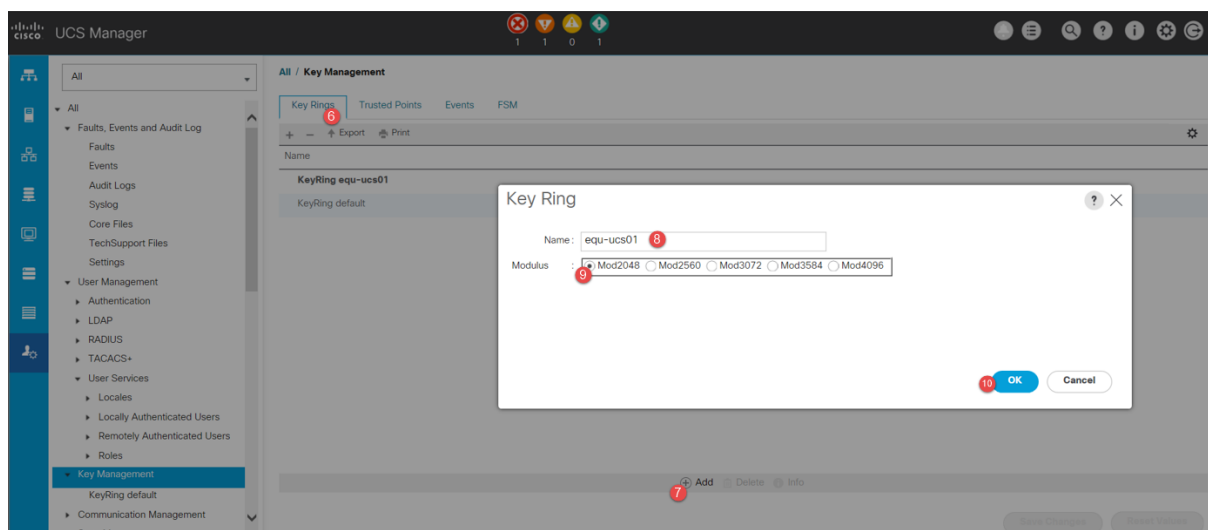 cisco UCS Manager
1 1 0 1
All
All
Faults, Events and Audit Log
Faults
Events
Audit Logs
Syslog
Core Files
TechSupport Files
Settings
User Management
Authentication
LDAP
RADIUS
TACACS+
User Services
Locales
Locally Authenticated Users
Remotely Authenticated Users
Roles
Key Management
KeyRing default
Communication Management
All / Key Management
Key Rings Trusted Points Events FSM
6
+ − Export Print
Name
KeyRing equ-ucs01
KeyRing default
Key Ring ?
Name : equ-ucs01 8
Modulus : Mod2048 Mod2560 Mod3072 Mod3584 Mod4096
9
10 OK Cancel
Add Delete Info
7
Save Changes Reset Values